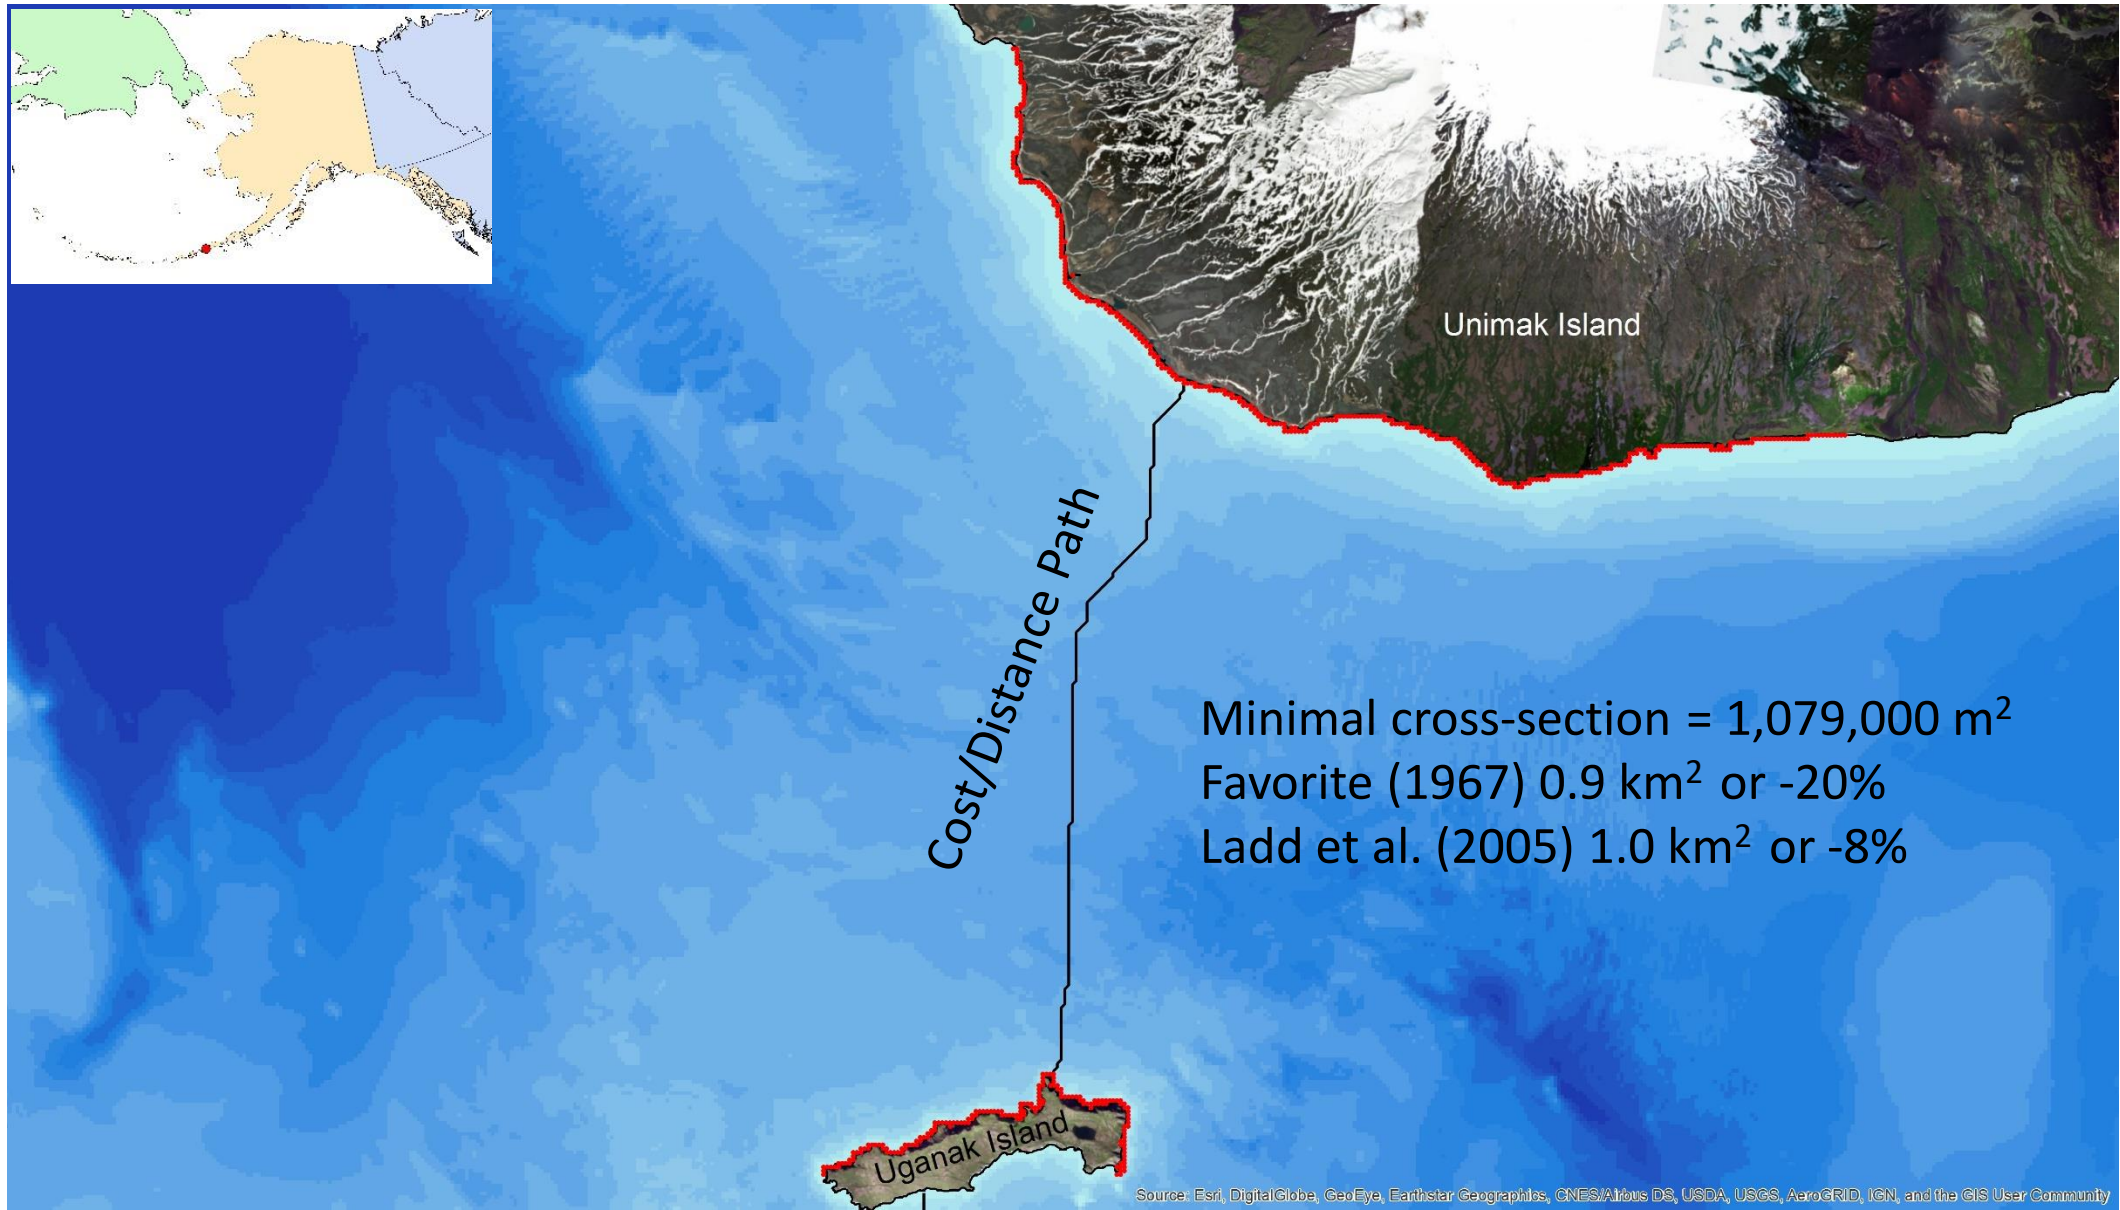 Unimak Island
Cost/Distance Path
Minimal cross-section = 1,079,000 m²
Favorite (1967) 0.9 km² or -20%
Ladd et al. (2005) 1.0 km² or -8%
Uganak Island
Source: Esri, DigitalGlobe, GeoEye, Earthstar Geographics, CNES/Airbus DS, USDA, USGS, AeroGRID, IGN, and the GIS User Community